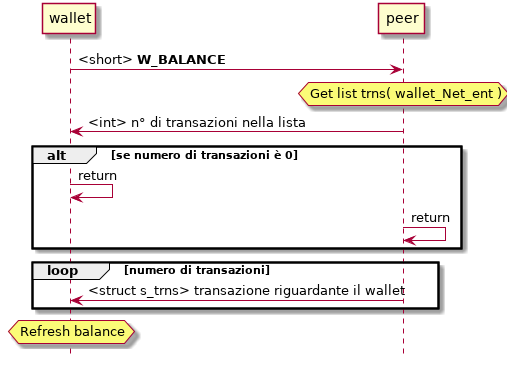 wallet
peer
<short> W_BALANCE
Get list trns( wallet_Net_ent )
<int> n° di transazioni nella lista
alt
[se numero di transazioni è 0]
return
return
loop
[numero di transazioni]
<struct s_trns> transazione riguardante il wallet
Refresh balance